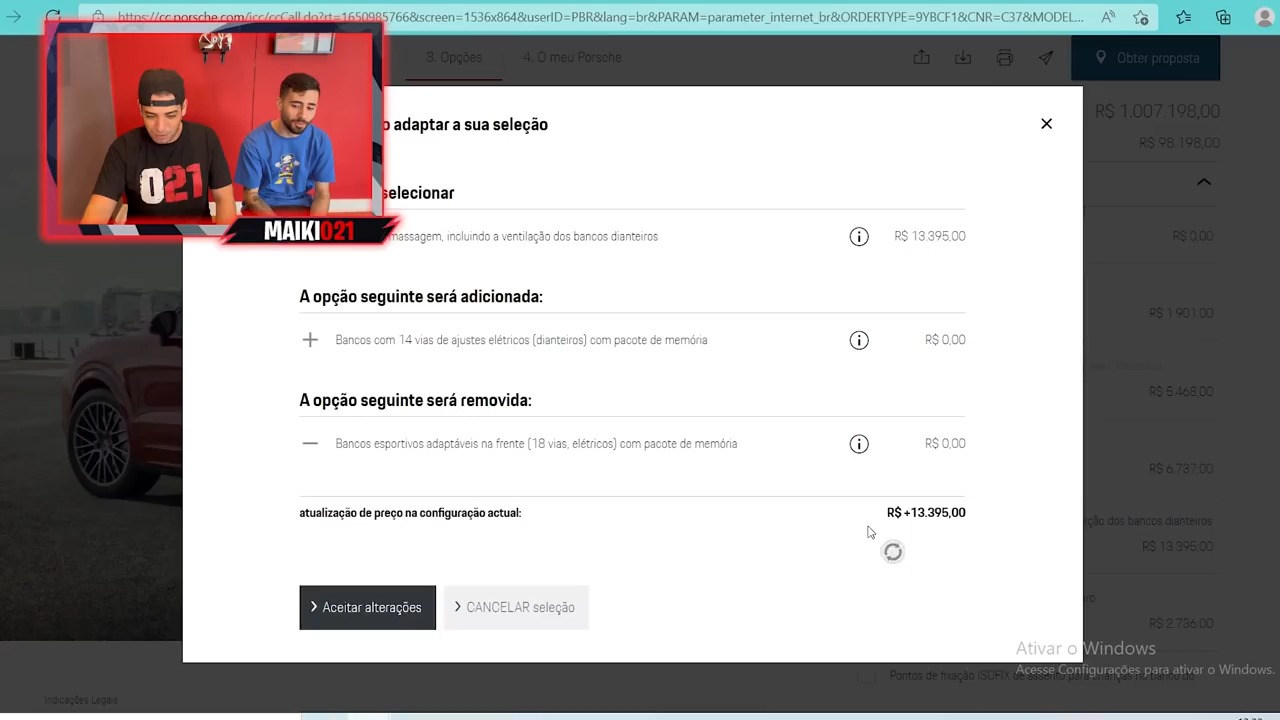 https://cc.porsche.com/icc/ccCall.do?rt=1650985766&screen=1536x864&userID=PBR&lang=br&PARAM=parameter_internet_br&ORDERTYPE=9YBCF1&CNR=C37&MODEL...
3. Opções
4. O meu Porsche
Obter proposta
R$ 1.007.198,00
R$ 98.198,00
o adaptar a sua seleção
selecionar
massagem, incluindo a ventilação dos bancos dianteiros
R$ 13.395,00
R$ 0,00
A opção seguinte será adicionada:
R$ 1.901,00
Bancos com 14 vias de ajustes elétricos (dianteiros) com pacote de memória
R$ 0,00
R$ 5.468,00
A opção seguinte será removida:
Bancos esportivos adaptáveis na frente (18 vias, elétricos) com pacote de memória
R$ 0,00
R$ 6.737,00
atualização de preço na configuração actual:
R$ +13.395,00
ção dos bancos dianteiros
R$ 13.395,00
Aceitar alterações
CANCELAR seleção
R$ 2.736,00
Ativar o Windows
Acesse Configurações para ativar o Windows.
Pontos de fixação ISOFIX de assento para crianças no banco do
Indicações Legais
021
MAIKI021